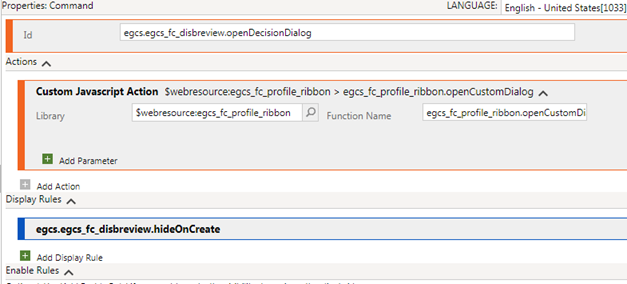 Properties: Command
LANGUAGE: English - United States[1033]
Id egcs.egcs_fc_disbreview.openDecisionDialog
Actions
Custom Javascript Action $webresource:egcs_fc_profile_ribbon > egcs_fc_profile_ribbon.openCustomDialog
Library $webresource:egcs_fc_profile_ribbon Function Name egcs_fc_profile_ribbon.openCustomDi
Add Parameter
Add Action
Display Rules
egcs.egcs_fc_disbreview.hideOnCreate
Add Display Rule
Enable Rules